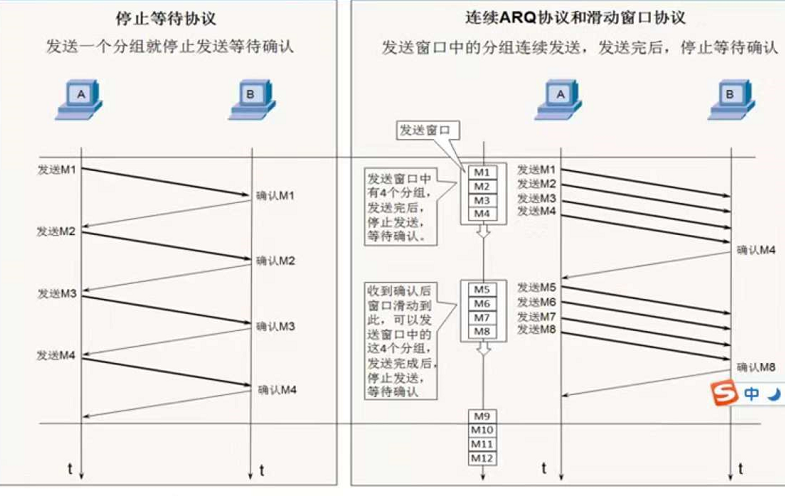 停止等待协议
发送一个分组就停止发送等待确认
A
B
发送M1
确认M1
发送M2
确认M2
发送M3
确认M3
发送M4
确认M4
t
t
连续ARQ协议和滑动窗口协议
发送窗口中的分组连续发送，发送完后，停止等待确认
A
B
发送窗口
发送窗口中
有4个分组，
发送完后，
停止发送，
等待确认。
M1
M2
M3
M4
发送M1
发送M2
发送M3
发送M4
确认M4
收到确认后
窗口滑动到
此，可以发
送窗口中的
这4个分组，
发送完成后，
停止发送，
等待确认
M5
M6
M7
M8
发送M5
发送M6
发送M7
发送M8
确认M8
M9
M10
M11
M12
t
t
S 中